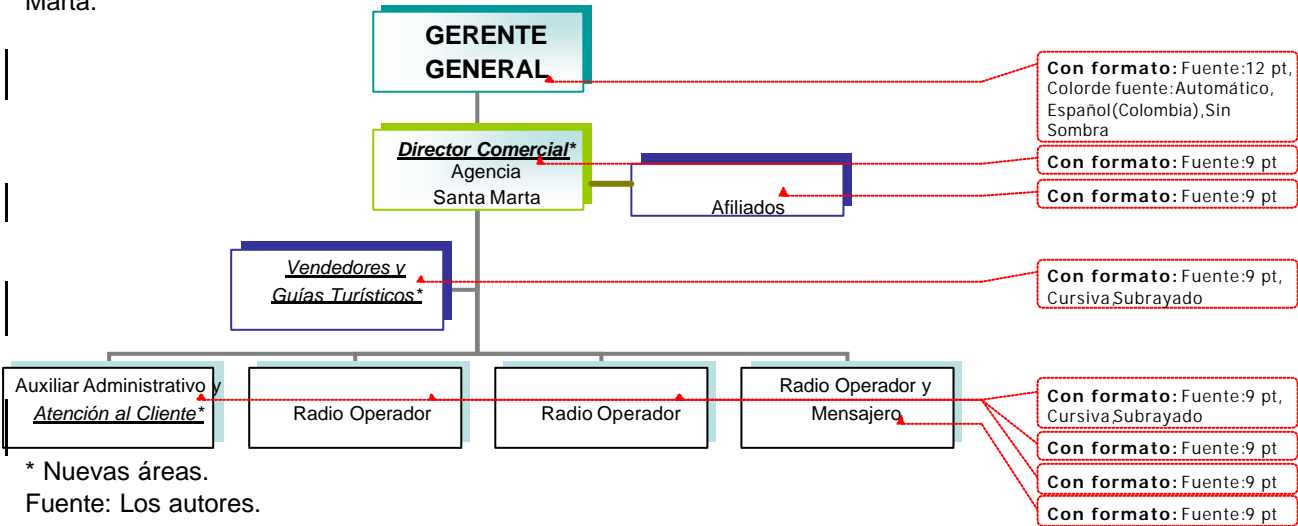 Marta.
GERENTE
GENERAL
Director Comercial*
Agencia
Santa Marta
Afiliados
Vendedores y
Guías Turísticos*
Auxiliar Administrativo y
Atención al Cliente*
Radio Operador
Radio Operador
Radio Operador y
Mensajero
* Nuevas áreas.
Fuente: Los autores.
Con formato: Fuente:12 pt,
Colorde fuente:Automático,
Español(Colombia),Sin
Sombra
Con formato: Fuente:9 pt
Con formato: Fuente:9 pt
Con formato: Fuente:9 pt,
Cursiva,Subrayado
Con formato: Fuente:9 pt,
Cursiva,Subrayado
Con formato: Fuente:9 pt
Con formato: Fuente:9 pt
Con formato: Fuente:9 pt